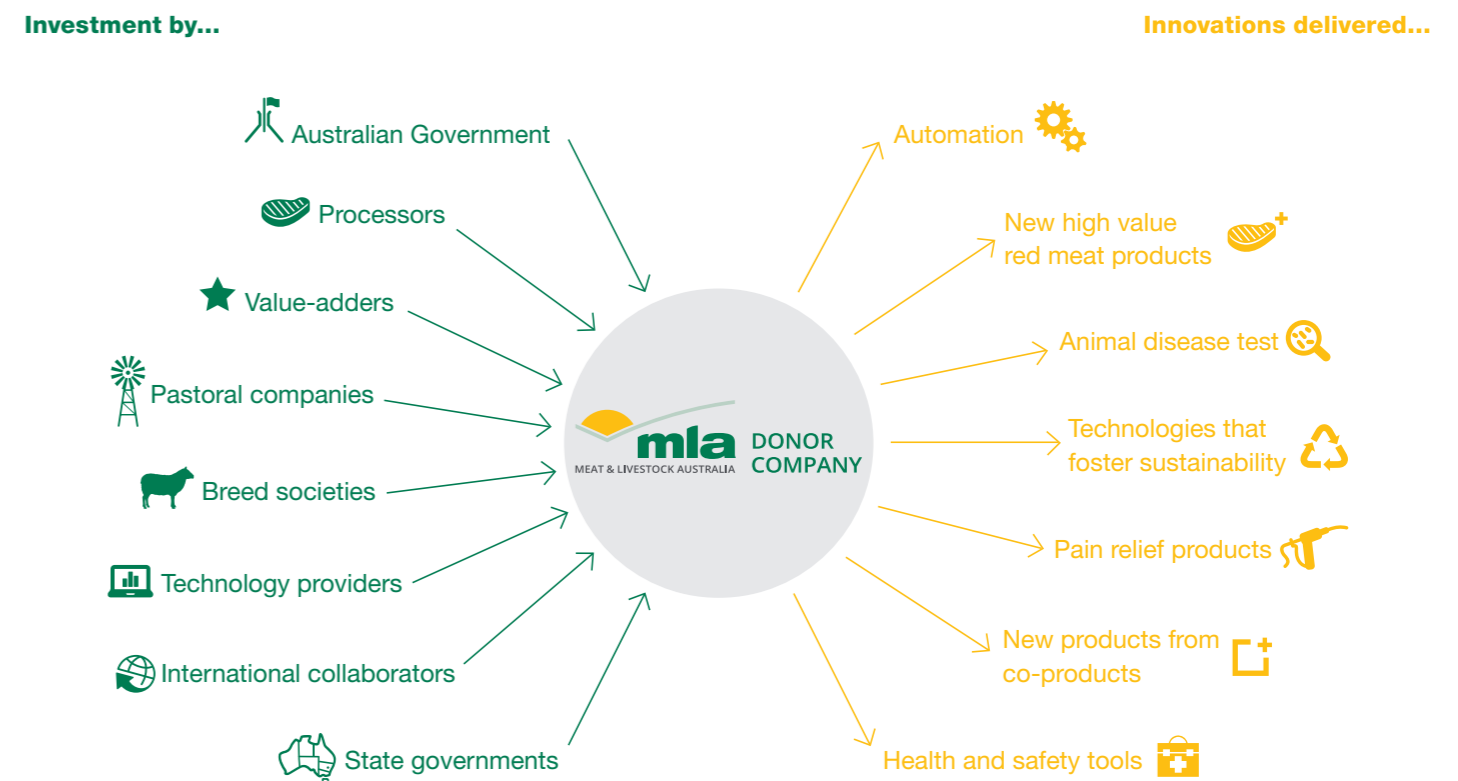 Investment by...
Innovations delivered...
Australian Government
Processors
Value-adders
Pastoral companies
Breed societies
Technology providers
International collaborators
State governments
mla
MEAT & LIVESTOCK AUSTRALIA
DONOR
COMPANY
Automation
New high value
red meat products
Animal disease test
Technologies that
foster sustainability
Pain relief products
New products from
co-products
Health and safety tools